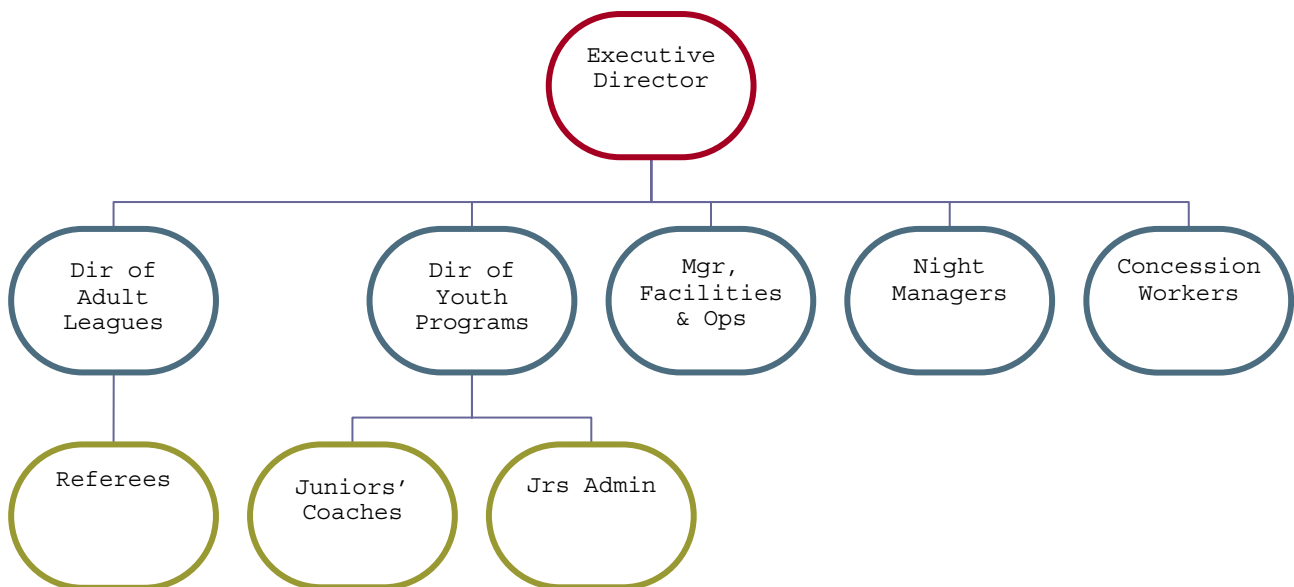 Executive
Director
Dir of
Adult
Leagues
Dir of
Youth
Programs
Mgr,
Facilities
& Ops
Night
Managers
Concession
Workers
Referees
Juniors’
Coaches
Jrs Admin